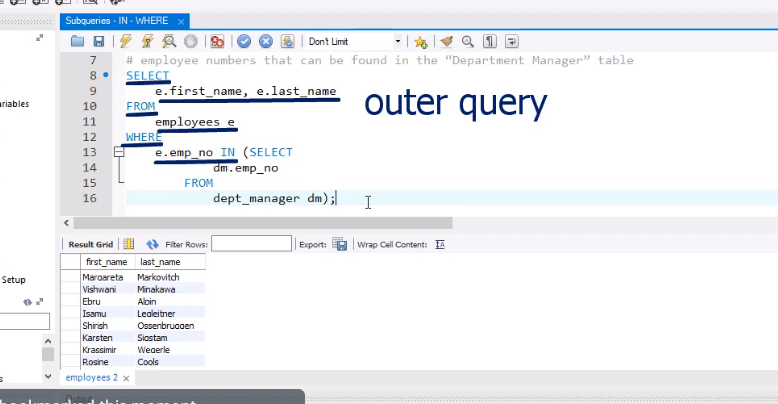 Subqueries - IN - WHERE
Don't Limit
7 # employee numbers that can be found in the “Department Manager” table
8 SELECT
9 e.first_name, e.last_name
outer query
10 FROM
11 employees e
12 WHERE
13 e.emp_no IN (SELECT
14 dm.emp_no
15 FROM
16 dept_manager dm);
ariables
Setup
Result Grid Filter Rows: Export: Wrap Cell Content: IA
first_name last_name
Margareta Markovitch
Vishwani Minakawa
Ebru Alpin
Isamu Legleitner
Shirish Ossenbruggen
Karsten Sigstam
Krassimir Wegerle
Rosine Cools
employees 2
bookmarked this moment